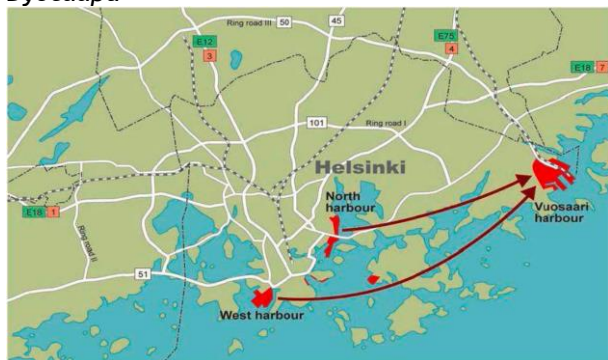 Ring road III
50
45
E12
3
E75
4
E18 7
101
Ring road I
Helsinki
North
harbour
Vuosaari
harbour
E18 1
Ring road II
51
West harbour